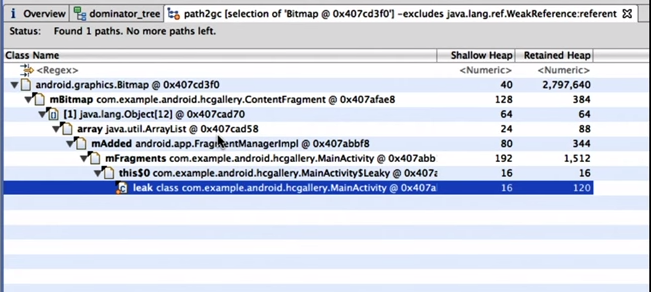 i Overview dominator_tree path2gc [selection of 'Bitmap @ 0x407cd3f0'] -excludes java.lang.ref.WeakReference:referent
Status: Found 1 paths. No more paths left.
Class Name Shallow Heap Retained Heap
<Regex> <Numeric> <Numeric>
android.graphics.Bitmap @ 0x407cd3f0 40 2,797,640
mBitmap com.example.android.hcgallery.ContentFragment @ 0x407afae8 128 384
[1] java.lang.Object[12] @ 0x407cad70 64 64
array java.util.ArrayList @ 0x407cad58 24 88
mAdded android.app.FragmentManagerImpl @ 0x407abbf8 80 344
mFragments com.example.android.hcgallery.MainActivity @ 0x407abb 192 1,512
this$0 com.example.android.hcgallery.MainActivity$Leaky @ 0x407a 16 16
leak class com.example.android.hcgallery.MainActivity @ 0x407a 16 120